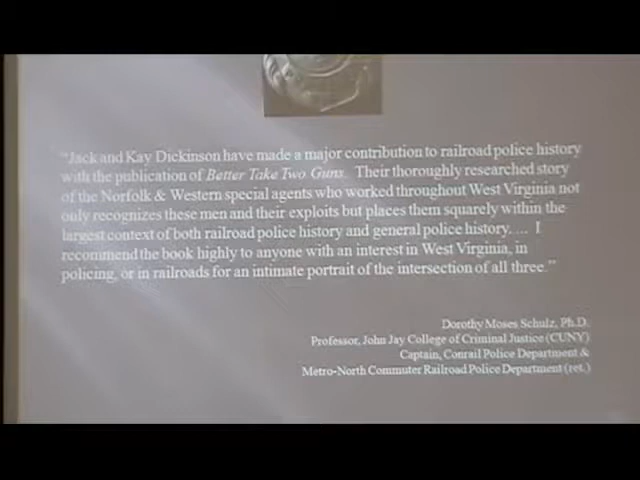 "Jack and Kay Dickinson have made a major contribution to railroad police history
with the publication of Better Take Two Guns. Their thoroughly researched story
of the Norfolk & Western special agents who worked throughout West Virginia not
only recognizes these men and their exploits but places them squarely within the
largest context of both railroad police history and general police history.... I
recommend the book highly to anyone with an interest in West Virginia, in
policing, or in railroads for an intimate portrait of the intersection of all three."
Dorothy Moses Schulz, Ph.D.
Professor, John Jay College of Criminal Justice (CUNY)
Captain, Conrail Police Department &
Metro-North Commuter Railroad Police Department (ret.)